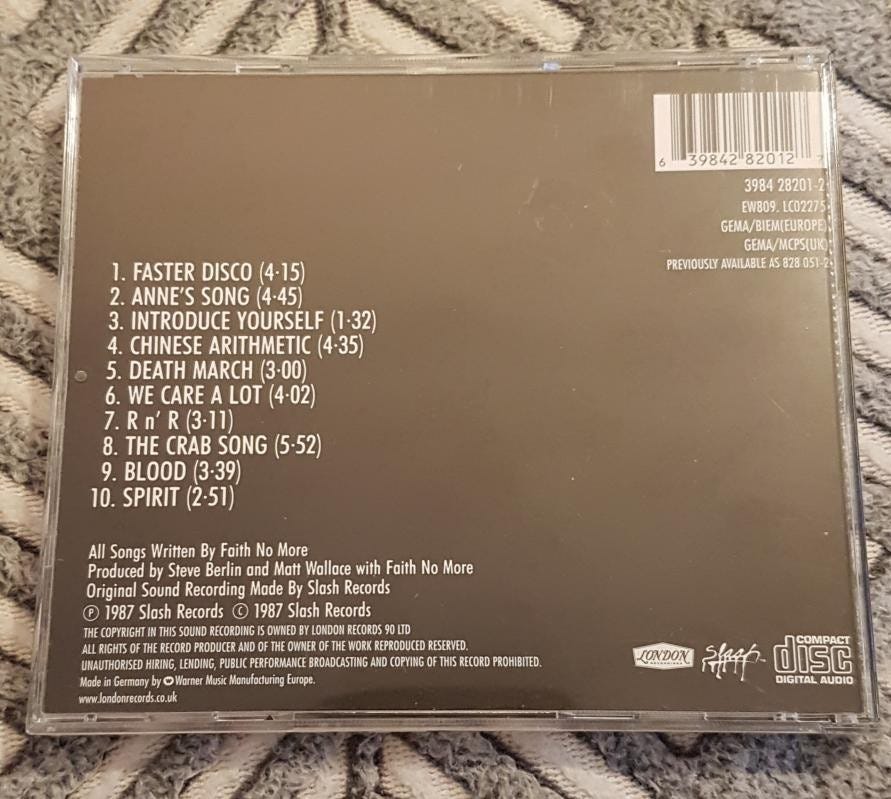 6 39842 82012 7
3984 28201-2
EW809. LC02275
GEMA/BIEM(EUROPE)
GEMA/MCPS(UK)
PREVIOUSLY AVAILABLE AS 828 051-2
1. FASTER DISCO (4·15)
2. ANNE'S SONG (4·45)
3. INTRODUCE YOURSELF (1·32)
4. CHINESE ARITHMETIC (4·35)
5. DEATH MARCH (3·00)
6. WE CARE A LOT (4·02)
7. R n' R (3·11)
8. THE CRAB SONG (5·52)
9. BLOOD (3·39)
10. SPIRIT (2·51)
All Songs Written By Faith No More
Produced by Steve Berlin and Matt Wallace with Faith No More
Original Sound Recording Made By Slash Records
℗ 1987 Slash Records © 1987 Slash Records
THE COPYRIGHT IN THIS SOUND RECORDING IS OWNED BY LONDON RECORDS 90 LTD
ALL RIGHTS OF THE RECORD PRODUCER AND OF THE OWNER OF THE WORK REPRODUCED RESERVED.
UNAUTHORISED HIRING, LENDING, PUBLIC PERFORMANCE BROADCASTING AND COPYING OF THIS RECORD PROHIBITED.
Made in Germany by Warner Music Manufacturing Europe.
www.londonrecords.co.uk
LONDON
RECORDINGS
Slash
COMPACT
disc
DIGITAL AUDIO